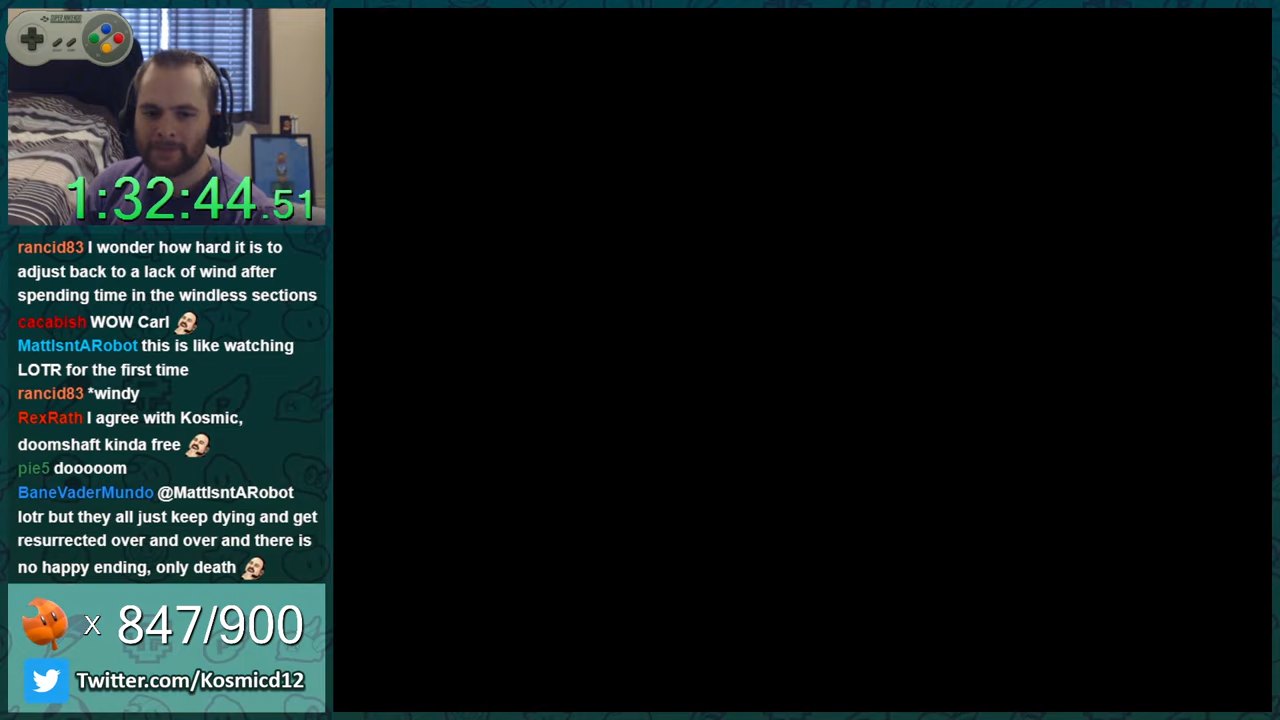 1:32:44.51
rancid83 I wonder how hard it is to
adjust back to a lack of wind after
spending time in the windless sections
cacabish WOW Carl
MattIsntARobot this is like watching
LOTR for the first time
rancid83 *windy
RexRath I agree with Kosmic,
doomshaft kinda free
pie5 dooooom
BaneVaderMundo @MattIsntARobot
lotr but they all just keep dying and get
resurrected over and over and there is
no happy ending, only death
x 847/900
Twitter.com/Kosmicd12